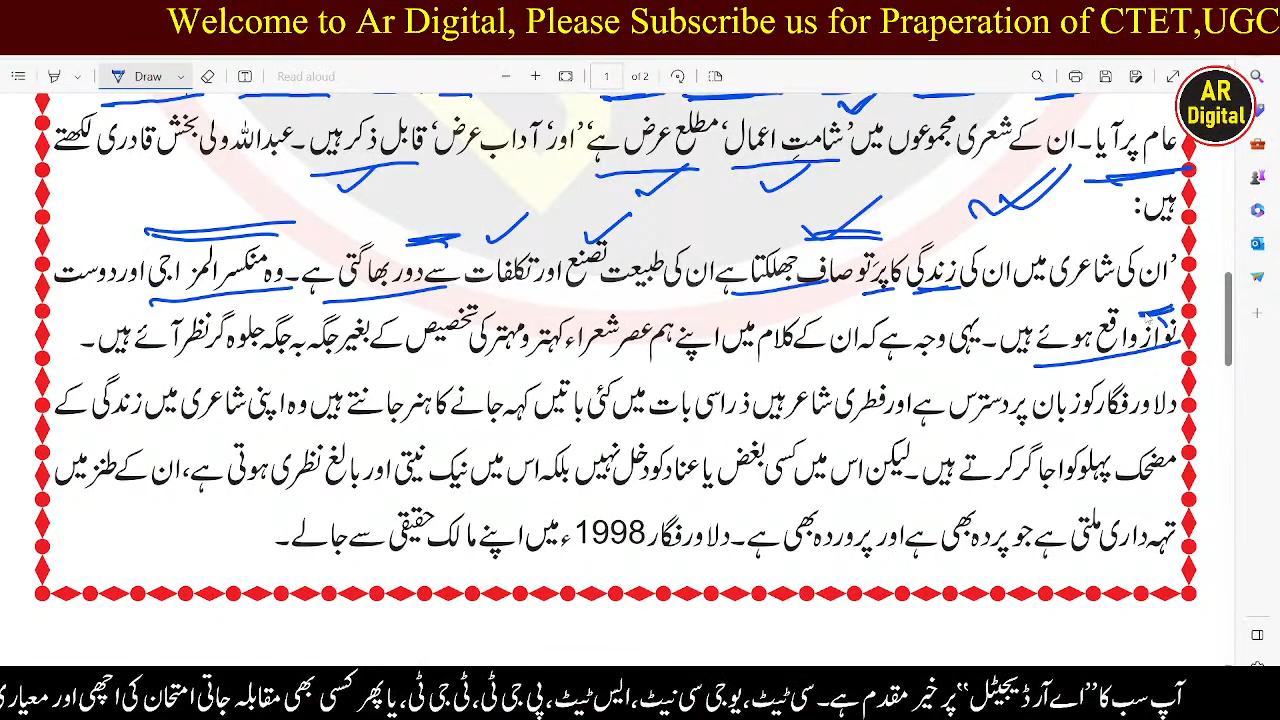 Welcome to Ar Digital, Please Subscribe us for Praperation of CTET,UGC
Draw
Read aloud
1
of 2
AR
Digital
عام پر آیا۔ ان کے شعری مجموعوں میں 'شامتِ اعمال' مطلع عرض ہے' 'اور' آداب عرض' قابل ذکر ہیں۔ عبداللہ ولی بخش قادری لکھتے
ہیں:
'ان کی شاعری میں ان کی زندگی کا پرَتو صاف جھلکتا ہے ان کی طبیعت تصنع اور تکلفات سے دور بھاگتی ہے۔ وہ منکسر المزاجی اور دوست
نواز واقع ہوئے ہیں۔ یہی وجہ ہے کہ ان کے کلام میں اپنے ہم عصر شعراء کہتر و مہتر کی تخصیص کے بغیر جگہ بہ جگہ جلوہ گر نظر آئے ہیں۔
دلاور فگار کو زبان پر دسترس ہے اور فطری شاعر ہیں ذرا سی بات میں کئی باتیں کہہ جانے کا ہنر جانتے ہیں وہ اپنی شاعری میں زندگی کے
مضحک پہلو کو اجاگر کرتے ہیں۔ لیکن اس میں کسی بغض یا عناد کو دخل نہیں بلکہ اس میں نیک نیتی اور بالغ نظری ہوتی ہے، ان کے طنز میں
تہہ داری ملتی ہے جو پردہ بھی ہے اور پروردہ بھی ہے۔ دلاور فگار 1998ء میں اپنے مالک حقیقی سے جا لے۔
آپ سب کا "اے آر ڈیجیٹل" پر خیر مقدم ہے۔ سی ٹیٹ، یو جی سی نیٹ، ایس ٹیٹ، پی جی ٹی، ٹی جی ٹی، یا پھر کسی بھی مقابلہ جاتی امتحان کی اچھی اور معیاری